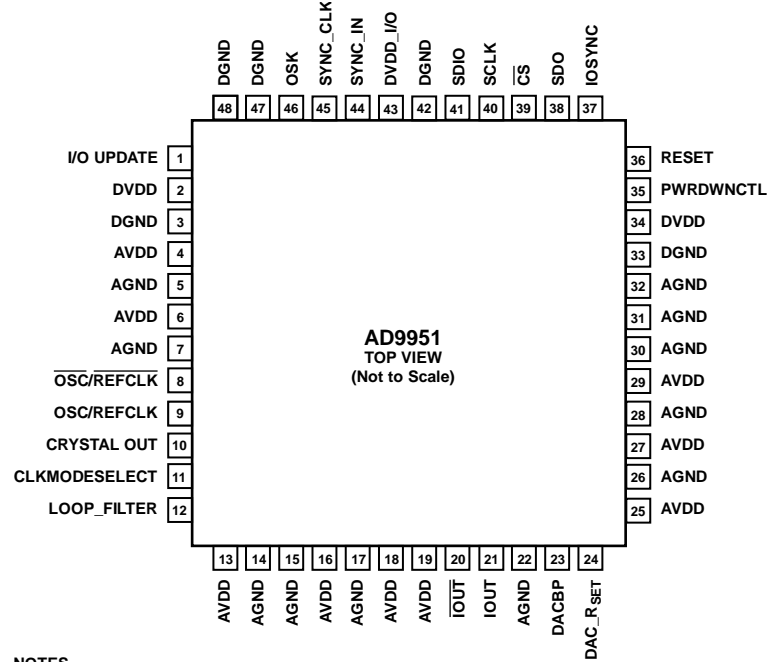 DGND
DGND
OSK
SYNC_CLK
SYNC_IN
DVDD_I/O
DGND
SDIO
SCLK
CS
SDO
IOSYNC
48 47 46 45 44 43 42 41 40 39 38 37
I/O UPDATE 1
DVDD 2
DGND 3
AVDD 4
AGND 5
AVDD 6
AGND 7
OSC/REFCLK 8
OSC/REFCLK 9
CRYSTAL OUT 10
CLKMODESELECT 11
LOOP_FILTER 12
AD9951
TOP VIEW
(Not to Scale)
36 RESET
35 PWRDWNCTL
34 DVDD
33 DGND
32 AGND
31 AGND
30 AGND
29 AVDD
28 AGND
27 AVDD
26 AGND
25 AVDD
13 14 15 16 17 18 19 20 21 22 23 24
AVDD
AGND
AGND
AVDD
AGND
AVDD
AVDD
IOUT
IOUT
AGND
DACBP
DAC_RSET